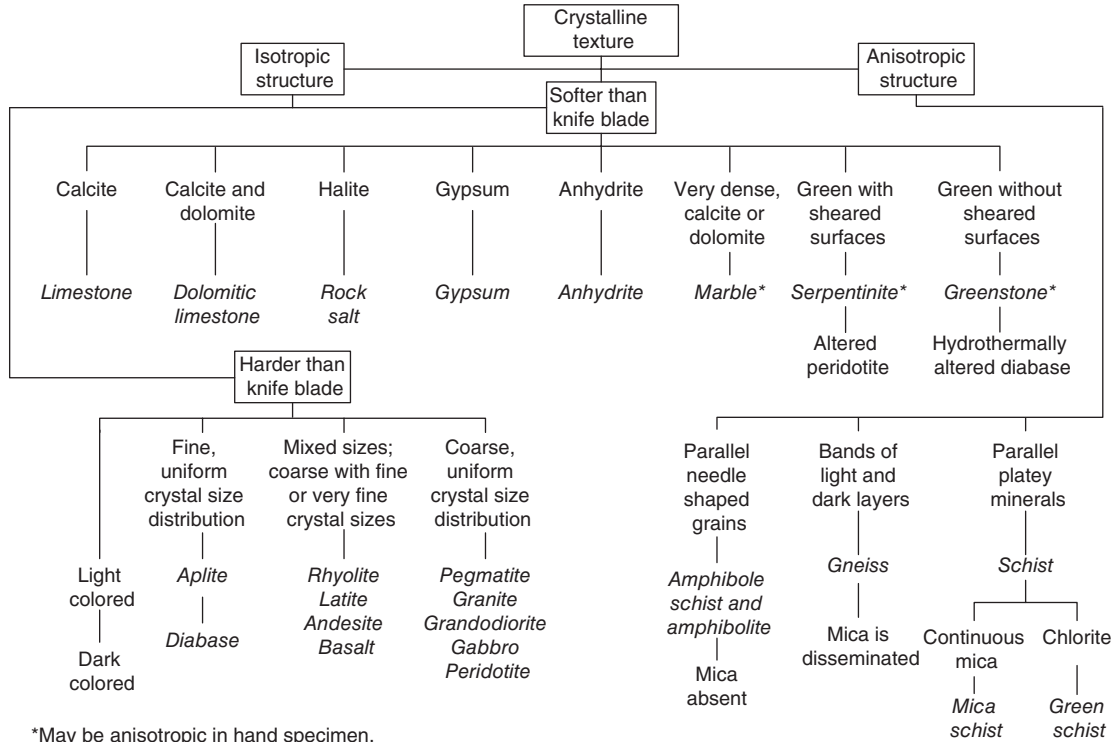 Crystalline
texture
Isotropic
structure
Anisotropic
structure
Softer than
knife blade
Calcite
Calcite and
dolomite
Halite
Gypsum
Anhydrite
Very dense,
calcite or
dolomite
Green with
sheared
surfaces
Green without
sheared
surfaces
Limestone
Dolomitic
limestone
Rock
salt
Gypsum
Anhydrite
Marble*
Serpentinite*
Greenstone*
Altered
peridotite
Hydrothermally
altered diabase
Harder than
knife blade
Fine,
uniform
crystal size
distribution
Mixed sizes;
coarse with fine
or very fine
crystal sizes
Coarse,
uniform
crystal size
distribution
Parallel
needle
shaped
grains
Bands of
light and
dark layers
Parallel
platey
minerals
Light
colored
Dark
colored
Aplite
Diabase
Rhyolite
Latite
Andesite
Basalt
Pegmatite
Granite
Grandodiorite
Gabbro
Peridotite
Amphibole
schist and
amphibolite
Mica
absent
Gneiss
Mica is
disseminated
Schist
Continuous
mica
Chlorite
Mica
schist
Green
schist
*May be anisotropic in hand specimen.